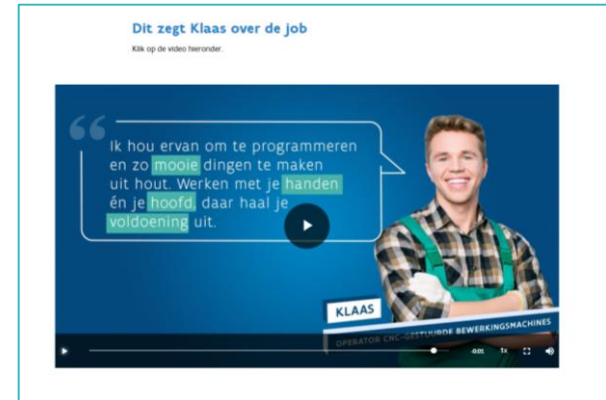 Dit zegt Klaas over de job
Klik op de video hieronder.
Ik hou ervan om te programmeren
en zo mooie dingen te maken
uit hout. Werken met je handen
én je hoofd, daar haal je
voldoening uit.
KLAAS
OPERATOR CNC-GESTUURDE BEWERKINGSMACHINES
-0:01 1x